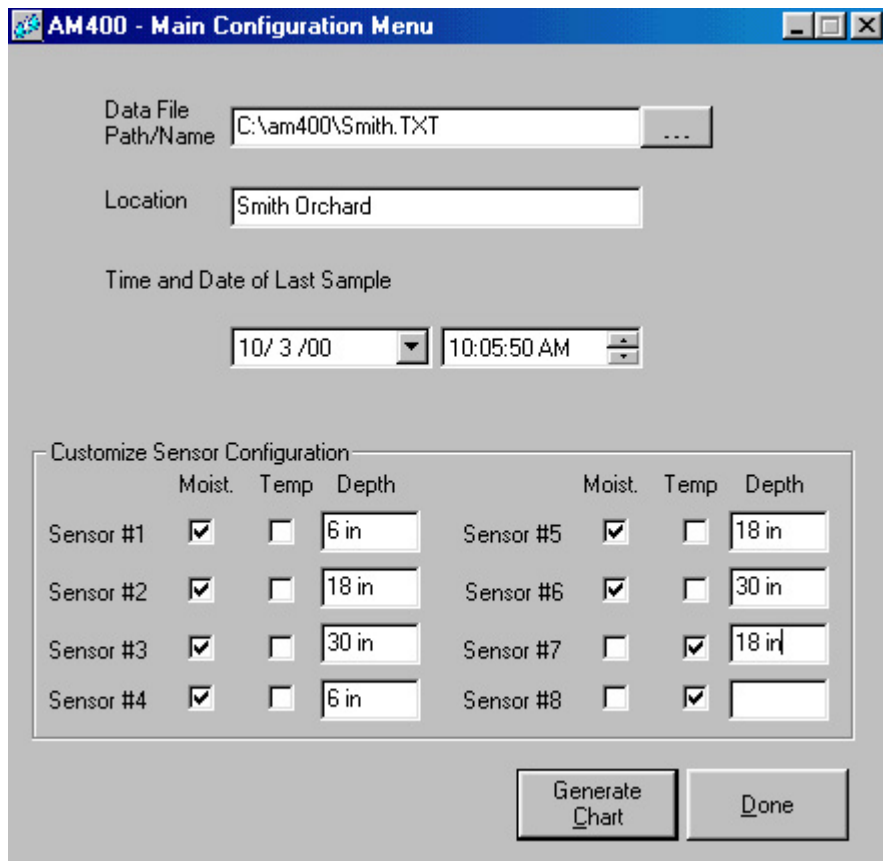 AM400 - Main Configuration Menu
Data File
Path/Name
C:\am400\Smith.TXT
...
Location
Smith Orchard
Time and Date of Last Sample
10/ 3 /00
10:05:50 AM
Customize Sensor Configuration
Moist. Temp Depth Moist. Temp Depth
Sensor #1 6 in Sensor #5 18 in
Sensor #2 18 in Sensor #6 30 in
Sensor #3 30 in Sensor #7 18 in
Sensor #4 6 in Sensor #8
Generate
Chart
Done